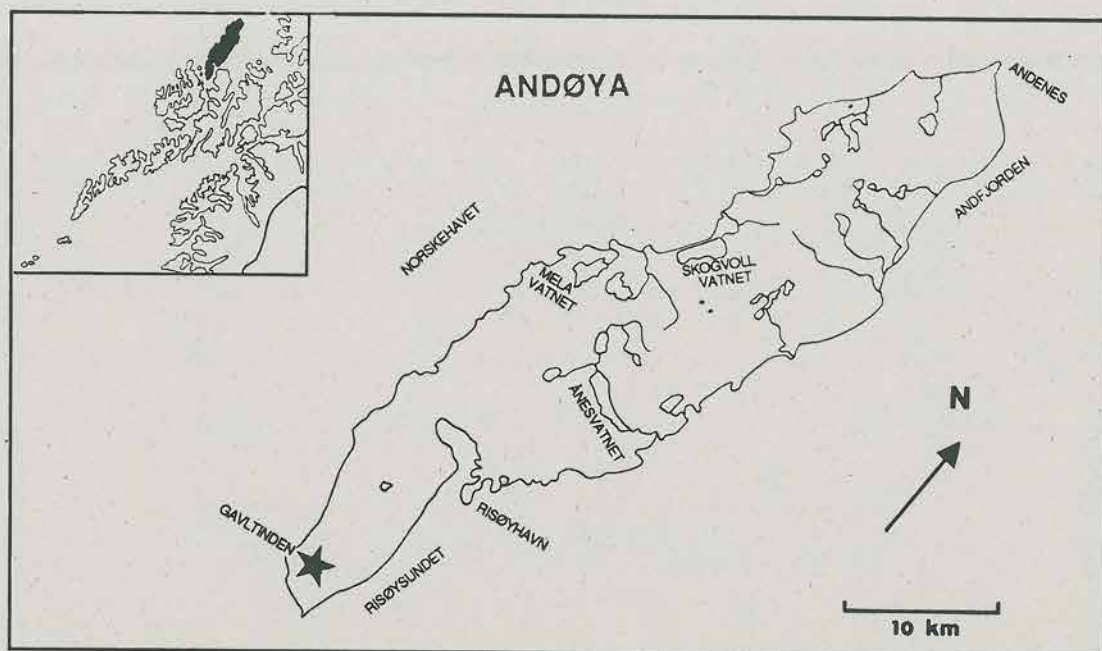 ANDØYA
ANDENES
ANDFJORDEN
NORSKEHAVET
SKOGVOLL
VATNET
MELA
VATNET
ÅNESVATNET
N
GAVLTINDEN
RISØYHAVN
RISØYSUNDET
10 km